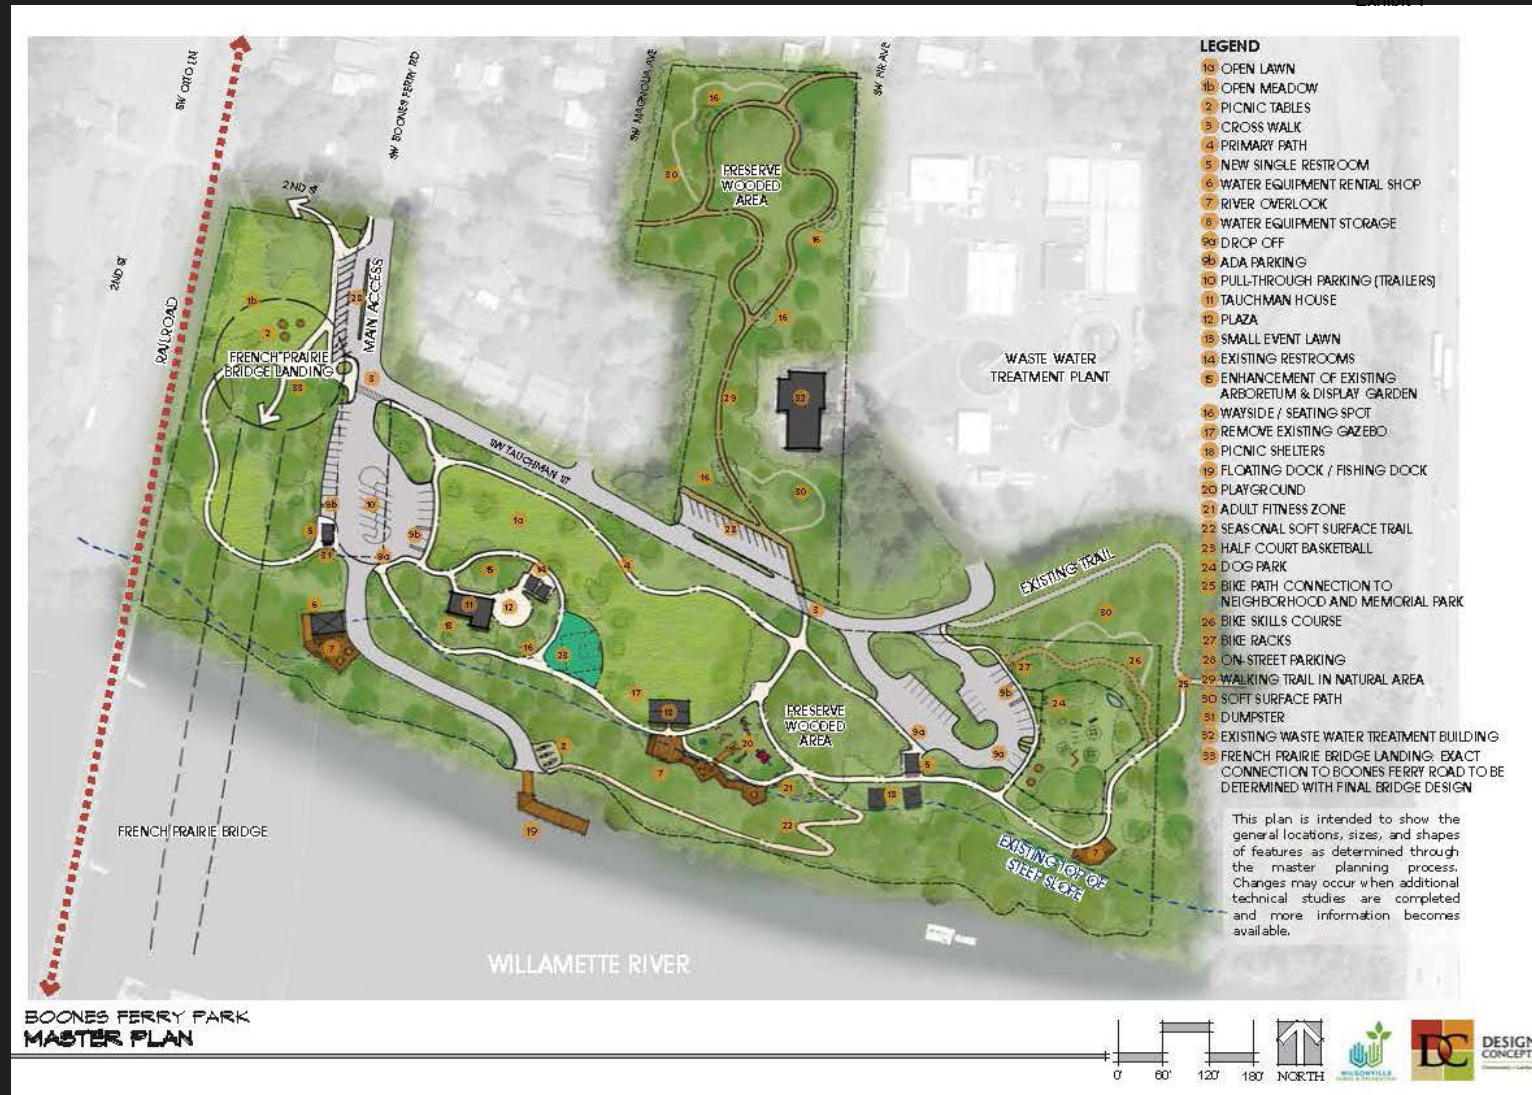 SW OTTO LN
SW BOONES FERRY RD
SW MAGNOLIA AVE
SW FIR AVE
2ND St
2ND St
RAILROAD
MAIN ACCESS
FRENCH PRAIRIE
BRIDGE LANDING
PRESERVE
WOODED
AREA
WASTE WATER
TREATMENT PLANT
SW TAUCHMAN ST
EXISTING TRAIL
PRESERVE
WOODED
AREA
EXISTING TOP OF
STEEP SLOPE
FRENCH PRAIRIE BRIDGE
WILLAMETTE RIVER
LEGEND
1a OPEN LAWN
1b OPEN MEADOW
2 PICNIC TABLES
3 CROSS WALK
4 PRIMARY PATH
5 NEW SINGLE RESTROOM
6 WATER EQUIPMENT RENTAL SHOP
7 RIVER OVERLOOK
8 WATER EQUIPMENT STORAGE
9a DROP OFF
9b ADA PARKING
10 PULL-THROUGH PARKING (TRAILERS)
11 TAUCHMAN HOUSE
12 PLAZA
13 SMALL EVENT LAWN
14 EXISTING RESTROOMS
15 ENHANCEMENT OF EXISTING
ARBORETUM & DISPLAY GARDEN
16 WAYSIDE / SEATING SPOT
17 REMOVE EXISTING GAZEBO
18 PICNIC SHELTERS
19 FLOATING DOCK / FISHING DOCK
20 PLAYGROUND
21 ADULT FITNESS ZONE
22 SEASONAL SOFT SURFACE TRAIL
23 HALF COURT BASKETBALL
24 DOG PARK
25 BIKE PATH CONNECTION TO
NEIGHBORHOOD AND MEMORIAL PARK
26 BIKE SKILLS COURSE
27 BIKE RACKS
28 ON-STREET PARKING
29 WALKING TRAIL IN NATURAL AREA
30 SOFT SURFACE PATH
31 DUMPSTER
32 EXISTING WASTE WATER TREATMENT BUILDING
33 FRENCH PRAIRIE BRIDGE LANDING: EXACT
CONNECTION TO BOONES FERRY ROAD TO BE
DETERMINED WITH FINAL BRIDGE DESIGN
This plan is intended to show the
general locations, sizes, and shapes
of features as determined through
the master planning process.
Changes may occur when additional
technical studies are completed
and more information becomes
available.
BOONES FERRY PARK
MASTER PLAN
0' 60' 120' 180' NORTH
WILSONVILLE
PARKS & RECREATION
DC
DESIGN
CONCEPT